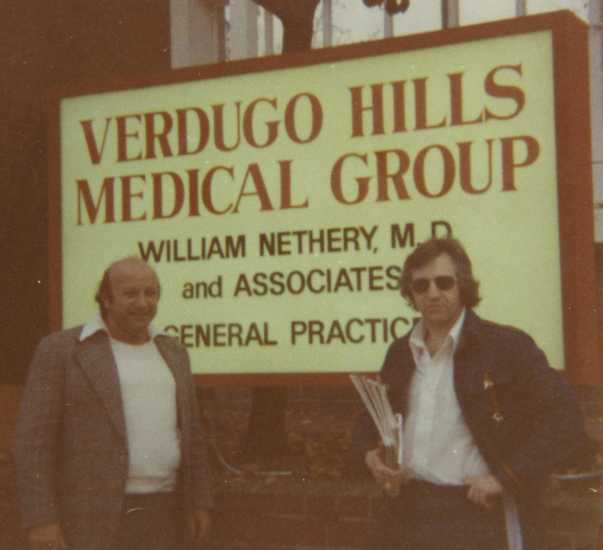 VERDUGO HILLS
MEDICAL GROUP
WILLIAM NETHERY, M.D.
and ASSOCIATES
GENERAL PRACTICE